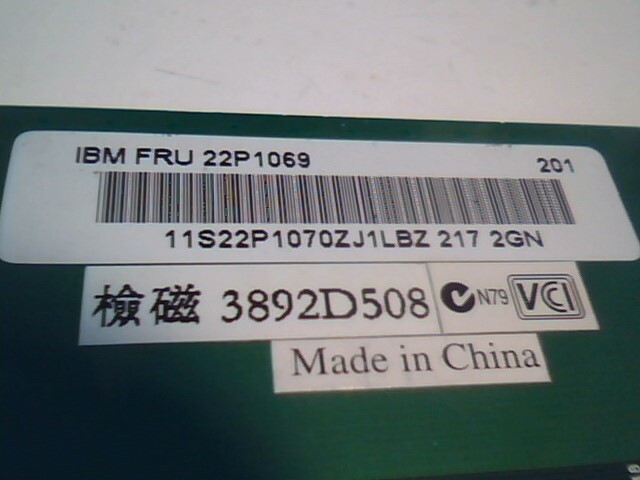 IBM FRU 22P1069 201
11S22P1070ZJ1LBZ 217 2GN
檢磁 3892D508 N79 VCI
Made in China